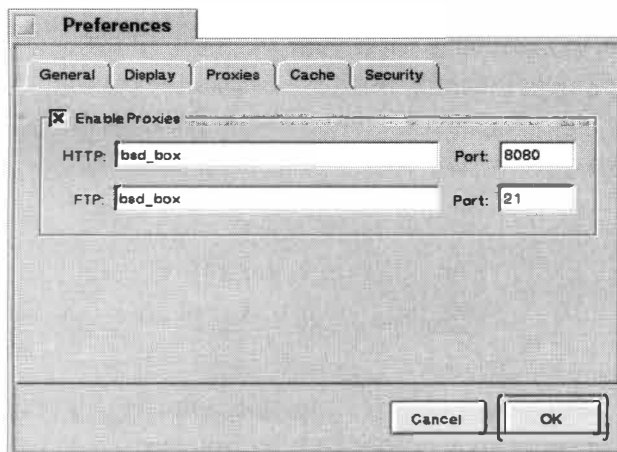 Preferences
General Display Proxies Cache Security
Enable Proxies
HTTP: bsd_box Port: 8080
FTP: bsd_box Port: 21
Cancel OK